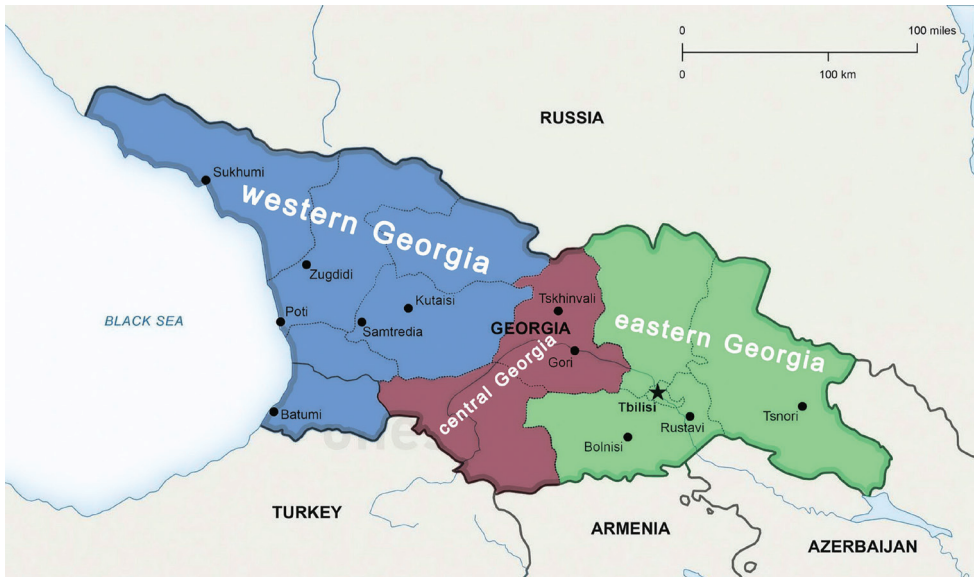 0 100 miles
0 100 km
RUSSIA
Sukhumi
western Georgia
Zugdidi
Kutaisi
Tskhinvali
Poti
Samtredia
GEORGIA
eastern Georgia
BLACK SEA
Gori
central Georgia
Tbilisi
Batumi
Rustavi
Tsnori
Bolnisi
TURKEY
ARMENIA
AZERBAIJAN